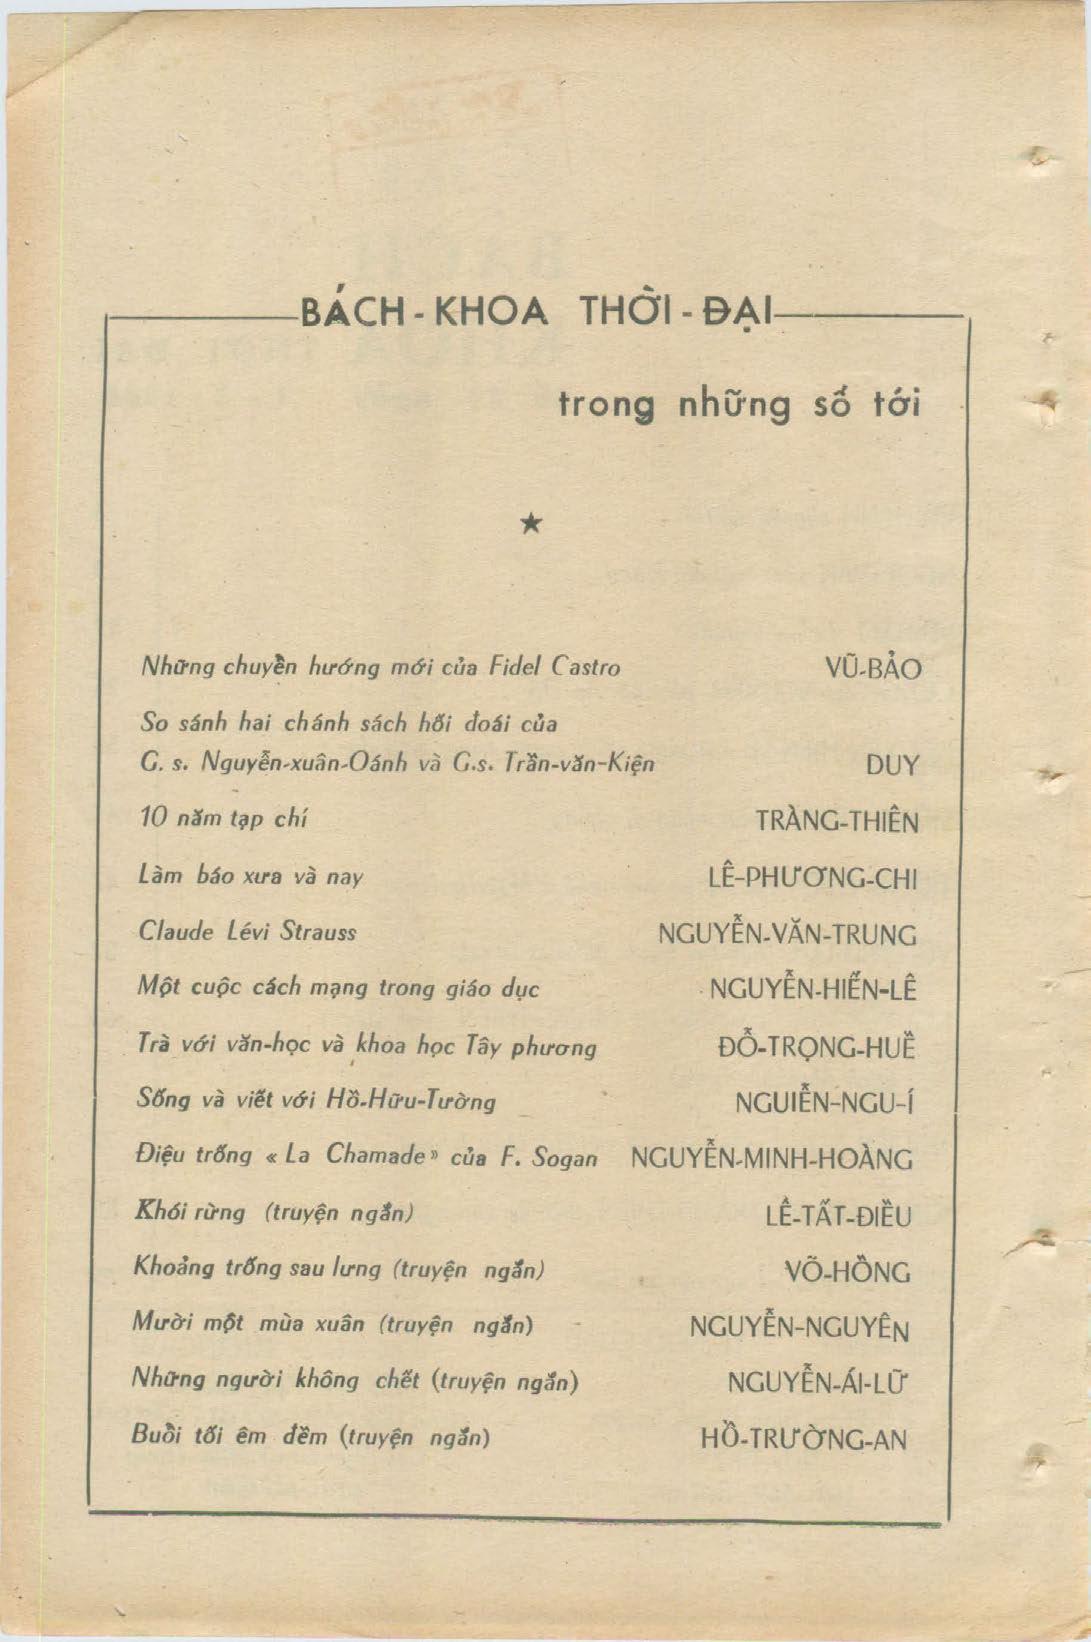 BÁCH-KHOA THỜI-ĐẠI
trong những số tới
Những chuyển hướng mới của Fidel Castro VŨ-BẢO
So sánh hai chánh sách hối đoái của
G. s. Nguyễn-xuân-Oánh và G.s. Trần-văn-Kiện DUY
10 năm tạp chí TRÀNG-THIÊN
Làm báo xưa và nay LÊ-PHƯƠNG-CHI
Claude Lévi Strauss NGUYỄN-VĂN-TRUNG
Một cuộc cách mạng trong giáo dục NGUYỄN-HIẾN-LÊ
Trà với văn-học và khoa học Tây phương ĐỖ-TRỌNG-HUỀ
Sống và viết với Hồ-Hữu-Tường NGUIỄN-NGU-Í
Điệu trống « La Chamade » của F. Sogan NGUYỄN-MINH-HOÀNG
Khói rừng (truyện ngắn) LÊ-TẤT-ĐIỀU
Khoảng trống sau lưng (truyện ngắn) VÕ-HỒNG
Mười một mùa xuân (truyện ngắn) NGUYỄN-NGUYÊN
Những người không chết (truyện ngắn) NGUYỄN-ÁI-LỮ
Buổi tối êm đềm (truyện ngắn) HỒ-TRƯỜNG-AN